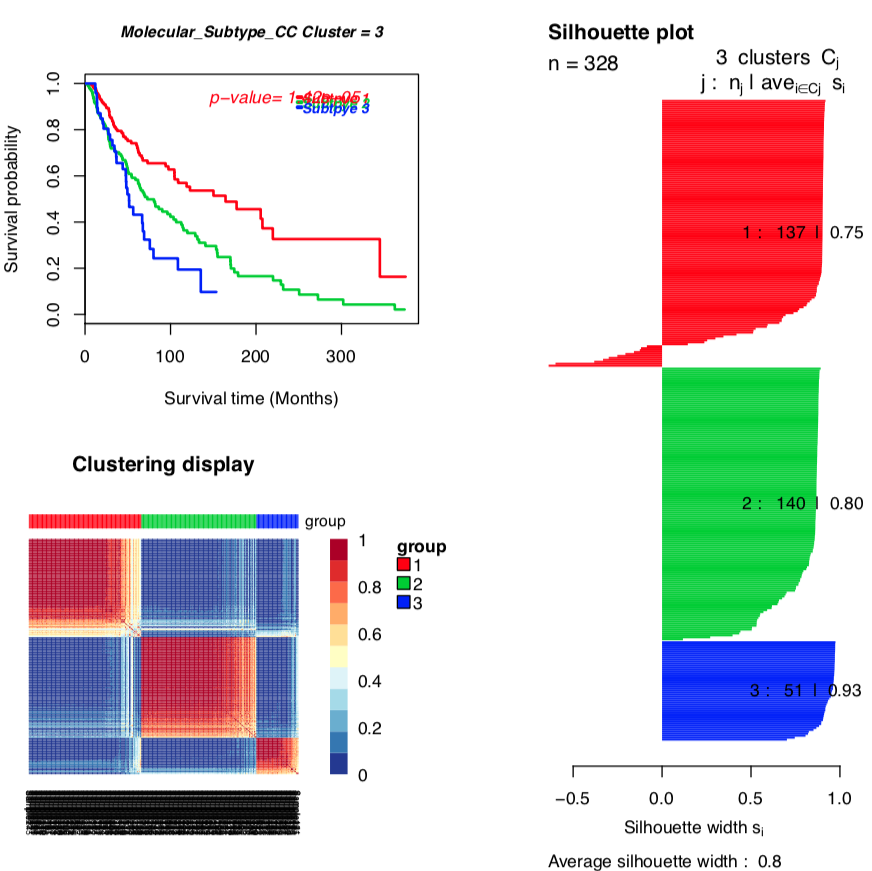 Molecular_Subtype_CC Cluster = 3
p−value= 1
Subtpye 3
1.0
0.8
0.6
0.4
0.2
0.0
Survival probability
0 100 200 300
Survival time (Months)
Clustering display
group
1
0.8
0.6
0.4
0.2
0
group
1
2
3
Silhouette plot
n = 328
3 clusters Cj
j : nj | avei∈Cj si
1 : 137 | 0.75
2 : 140 | 0.80
3 : 51 | 0.93
−0.5 0.0 0.5 1.0
Silhouette width si
Average silhouette width : 0.8